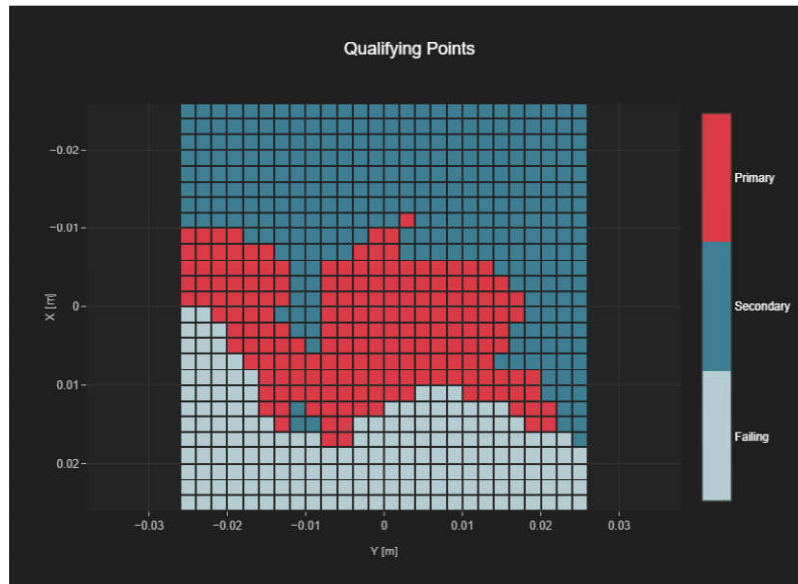 Qualifying Points
−0.02
−0.01
0
0.01
0.02
X [m]
−0.03
−0.02
−0.01
0
0.01
0.02
0.03
Y [m]
Primary
Secondary
Failing